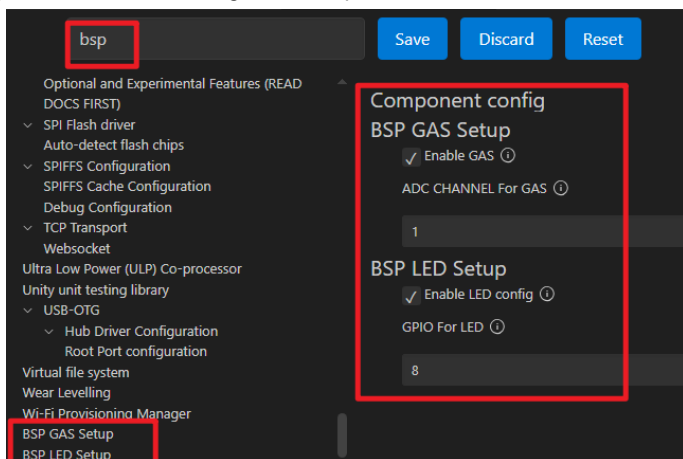 bsp
Save
Discard
Reset
Optional and Experimental Features (READ
DOCS FIRST)
SPI Flash driver
Auto-detect flash chips
SPIFFS Configuration
SPIFFS Cache Configuration
Debug Configuration
TCP Transport
Websocket
Ultra Low Power (ULP) Co-processor
Unity unit testing library
USB-OTG
Hub Driver Configuration
Root Port configuration
Virtual file system
Wear Levelling
Wi-Fi Provisioning Manager
BSP GAS Setup
BSP LED Setup
Component config
BSP GAS Setup
Enable GAS
ADC CHANNEL For GAS
1
BSP LED Setup
Enable LED config
GPIO For LED
8